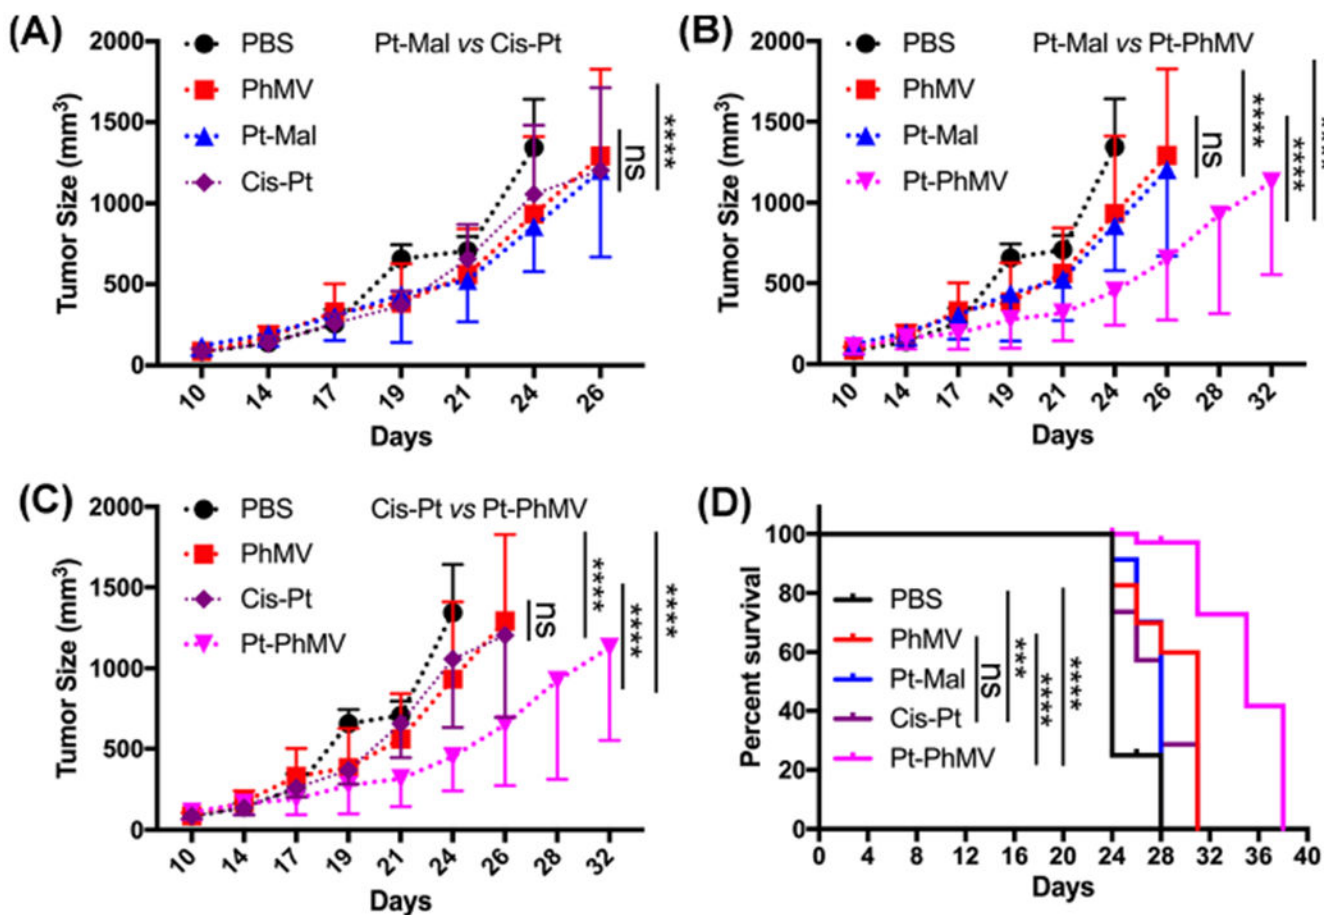 (A)
Pt-Mal vs Cis-Pt
PBS
PhMV
Pt-Mal
Cis-Pt
Tumor Size (mm³)
2000
1500
1000
500
0
10 14 17 19 21 24 26
Days
ns
****
(B)
Pt-Mal vs Pt-PhMV
PBS
PhMV
Pt-Mal
Pt-PhMV
Tumor Size (mm³)
2000
1500
1000
500
0
10 14 17 19 21 24 26 28 32
Days
ns
****
****
(C)
Cis-Pt vs Pt-PhMV
PBS
PhMV
Cis-Pt
Pt-PhMV
Tumor Size (mm³)
2000
1500
1000
500
0
10 14 17 19 21 24 26 28 32
Days
ns
****
****
****
(D)
Percent survival
100
80
60
40
20
0
PBS
PhMV
Pt-Mal
Cis-Pt
Pt-PhMV
ns
***
****
****
0 4 8 12 16 20 24 28 32 36 40
Days